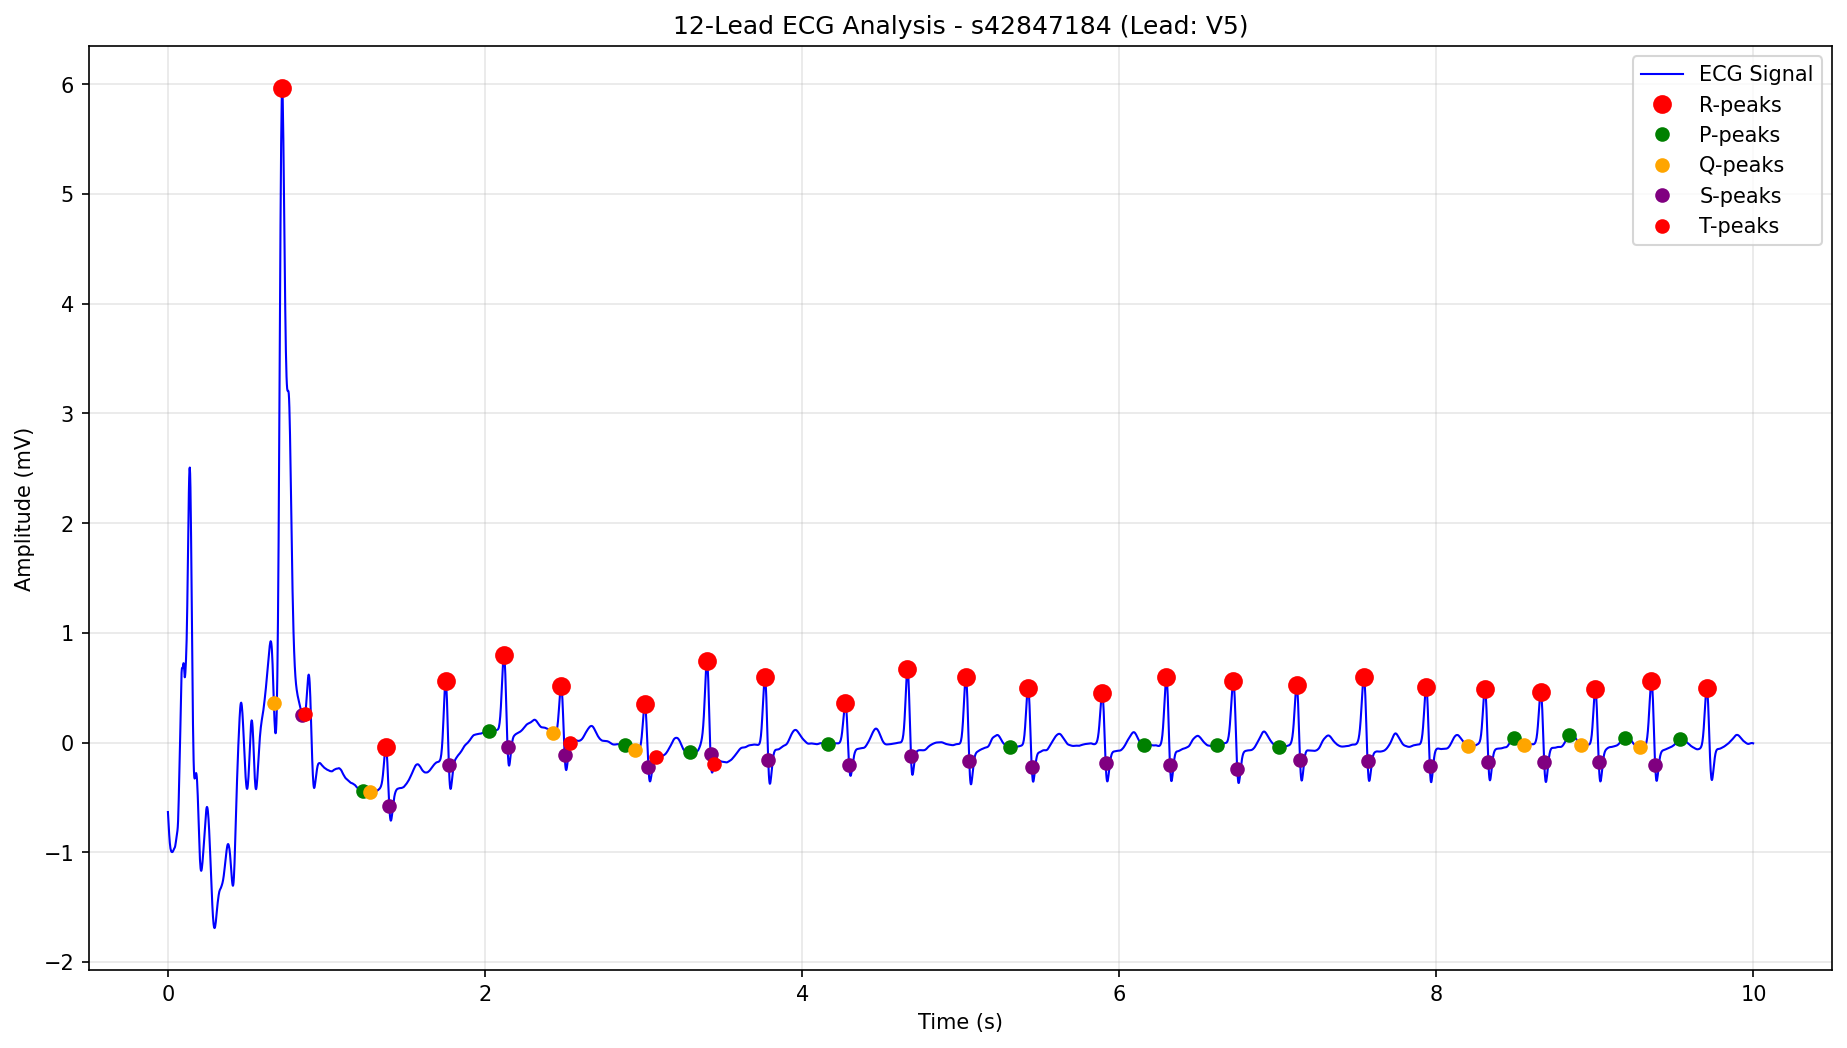 12-Lead ECG Analysis - s42847184 (Lead: V5)
ECG Signal
R-peaks
P-peaks
Q-peaks
S-peaks
T-peaks
Amplitude (mV)
6
5
4
3
2
1
0
−1
−2
0 2 4 6 8 10
Time (s)